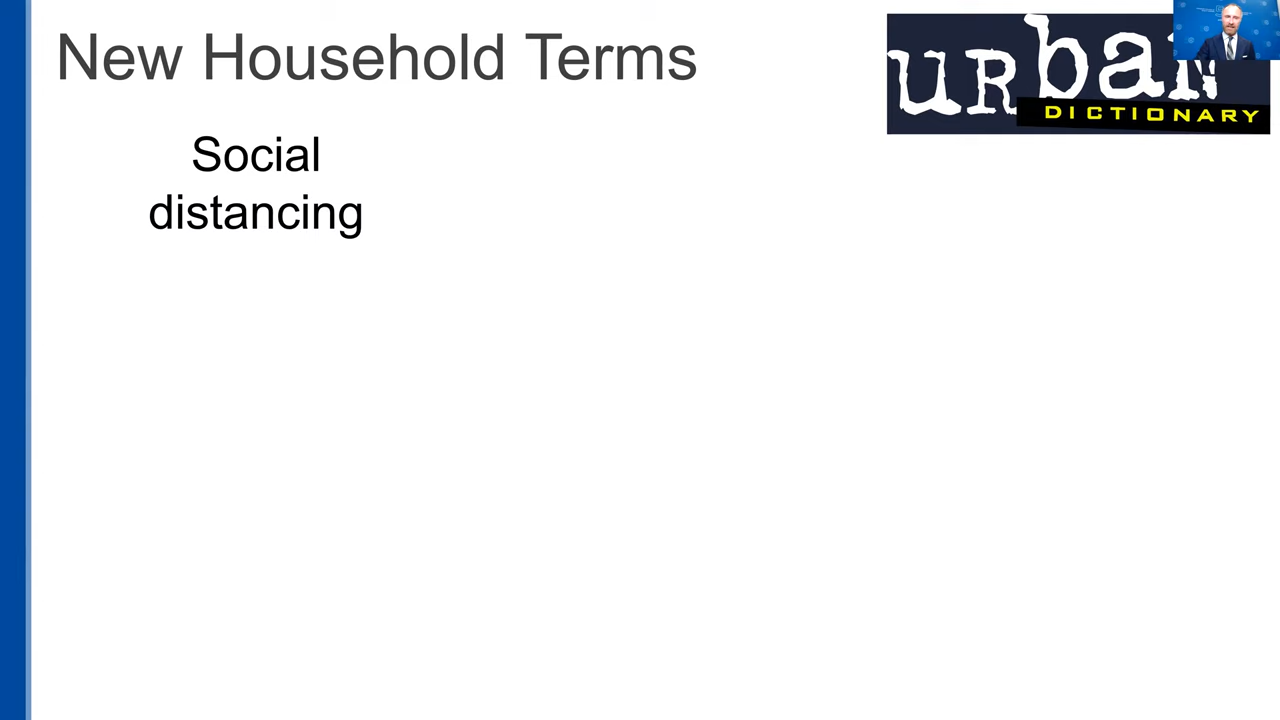 New Household Terms
urban
DICTIONARY
Social
distancing